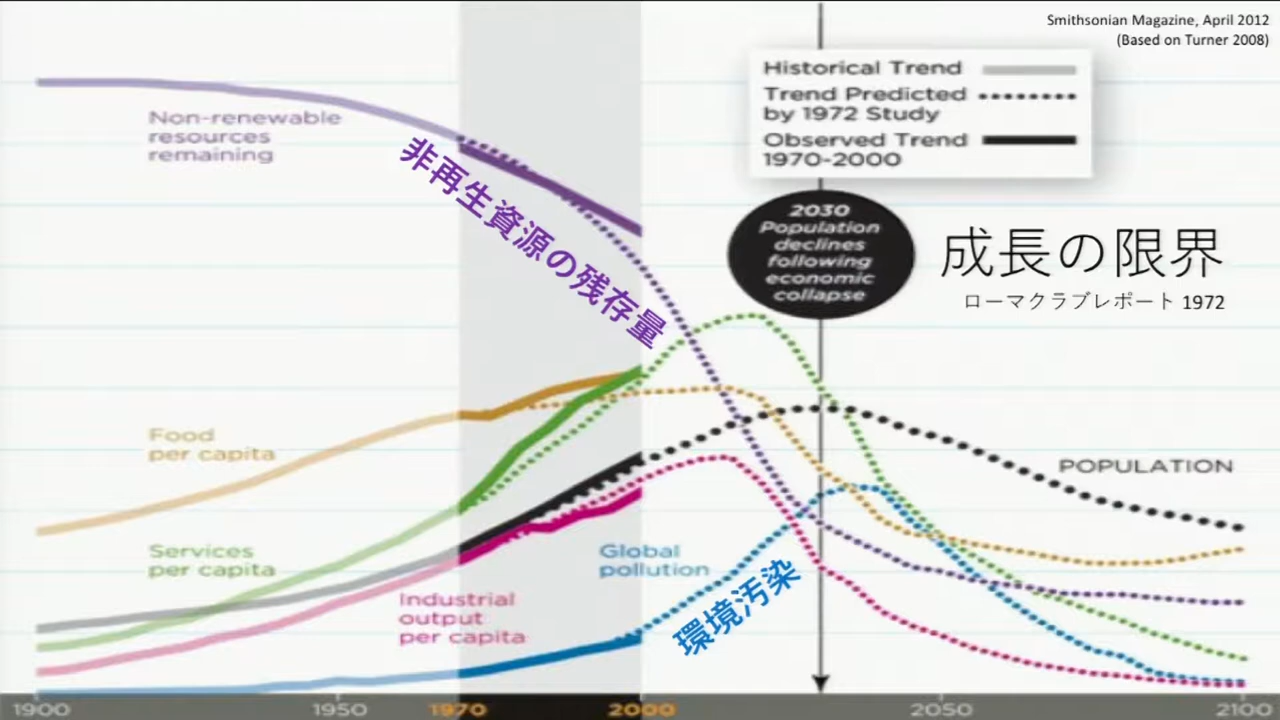 Smithsonian Magazine, April 2012
(Based on Turner 2008)
Historical Trend
Trend Predicted
by 1972 Study
Observed Trend
1970-2000
Non-renewable
resources
remaining
非再生資源の残存量
2030
Population
declines
following
economic
collapse
成長の限界
ローマクラブレポート 1972
Food
per capita
POPULATION
Services
per capita
Global
pollution
環境汚染
Industrial
output
per capita
1900
1950
1970
2000
2050
2100